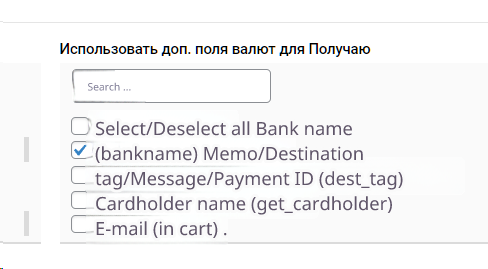 Использовать доп. поля валют для Получаю
Search ...
Select/Deselect all Bank name
(bankname) Memo/Destination
tag/Message/Payment ID (dest_tag)
Cardholder name (get_cardholder)
E-mail (in cart) .